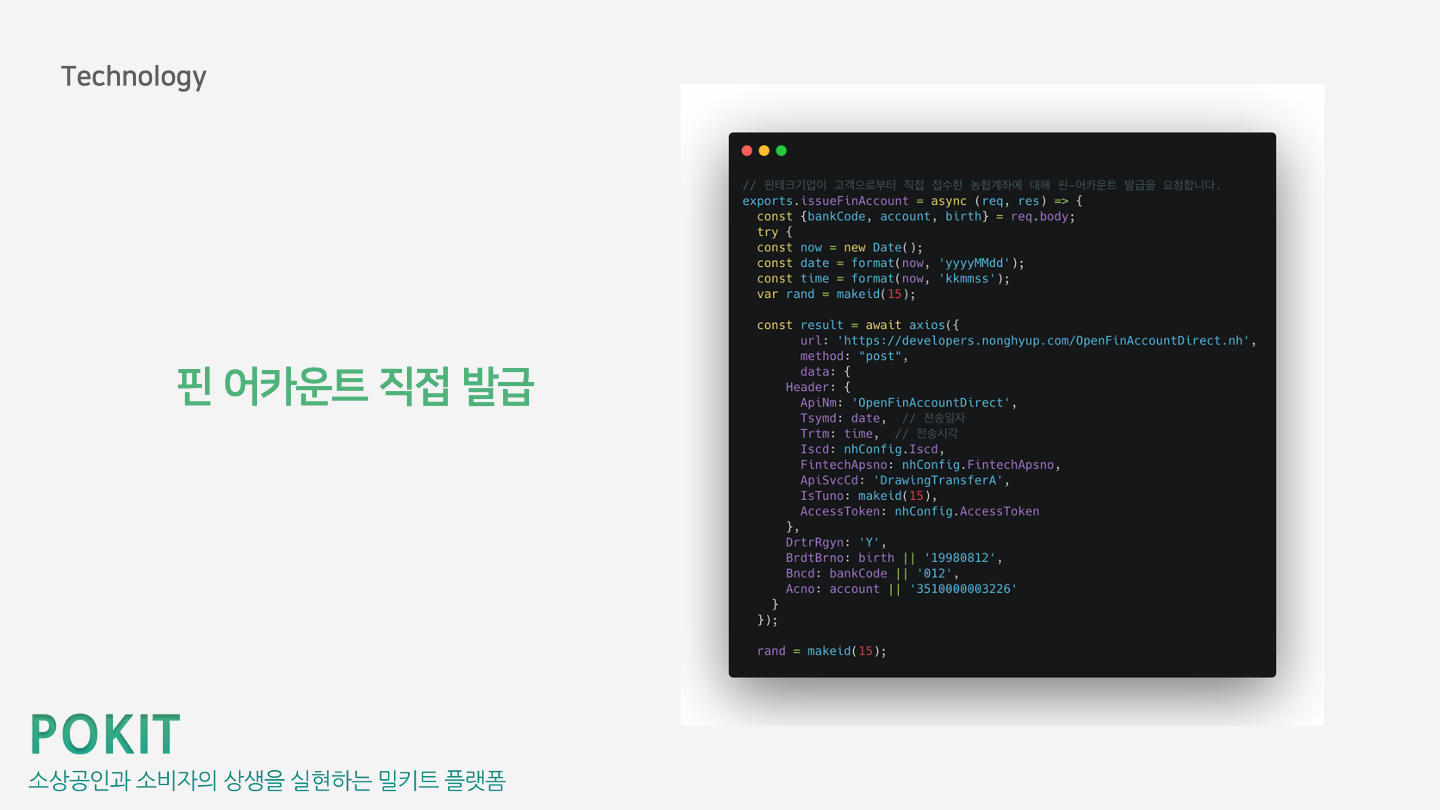 Technology
핀 어카운트 직접 발급
// 핀테크기업이 고객으로부터 직접 접수한 농협계좌에 대해 핀-어카운트 발급을 요청합니다.
exports.issueFinAccount = async (req, res) => {
  const {bankCode, account, birth} = req.body;
  try {
  const now = new Date();
  const date = format(now, 'yyyyMMdd');
  const time = format(now, 'kkmmss');
  var rand = makeid(15);
  const result = await axios({
        url: 'https://developers.nonghyup.com/OpenFinAccountDirect.nh',
        method: "post",
        data: {
      Header: {
        ApiNm: 'OpenFinAccountDirect',
        Tsymd: date,  // 전송일자
        Trtm: time,  // 전송시각
        Iscd: nhConfig.Iscd,
        FintechApsno: nhConfig.FintechApsno,
        ApiSvcCd: 'DrawingTransferA',
        IsTuno: makeid(15),
        AccessToken: nhConfig.AccessToken
      },
      DrtrRgyn: 'Y',
      BrdtBrno: birth || '19980812',
      Bncd: bankCode || '012',
      Acno: account || '3510000003226'
    }
  });
  rand = makeid(15);
POKIT
소상공인과 소비자의 상생을 실현하는 밀키트 플랫폼